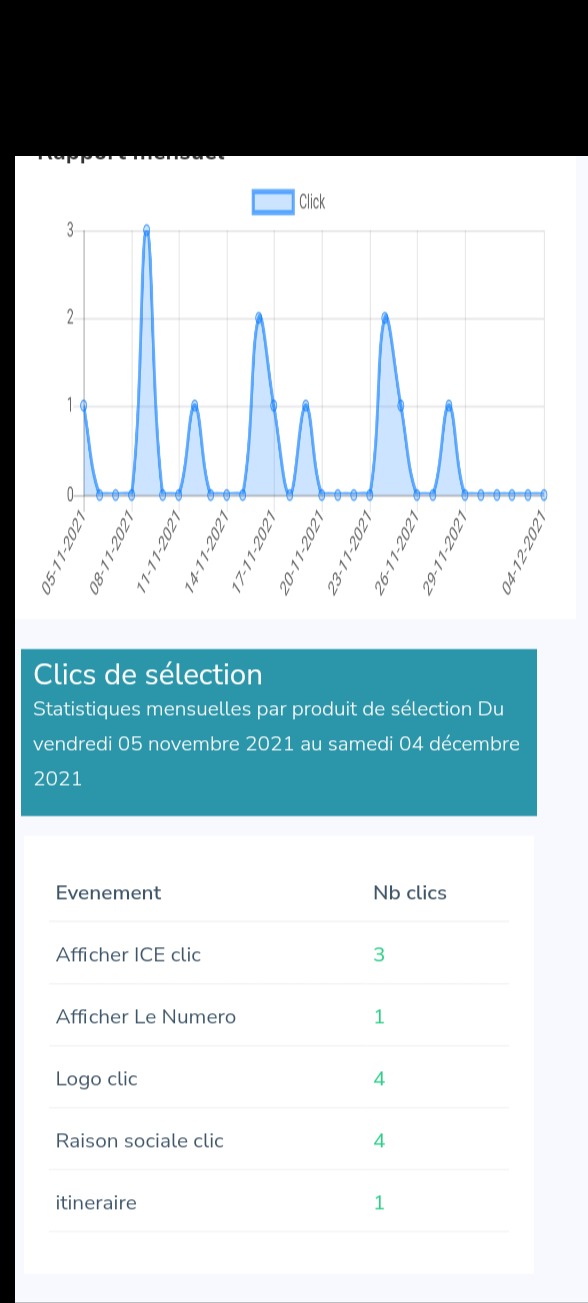 Rapport mensuel
Click
3
2
1
0
05-11-2021
08-11-2021
11-11-2021
14-11-2021
17-11-2021
20-11-2021
23-11-2021
26-11-2021
29-11-2021
04-12-2021
Clics de sélection
Statistiques mensuelles par produit de sélection Du
vendredi 05 novembre 2021 au samedi 04 décembre
2021
Evenement Nb clics
Afficher ICE clic 3
Afficher Le Numero 1
Logo clic 4
Raison sociale clic 4
itineraire 1